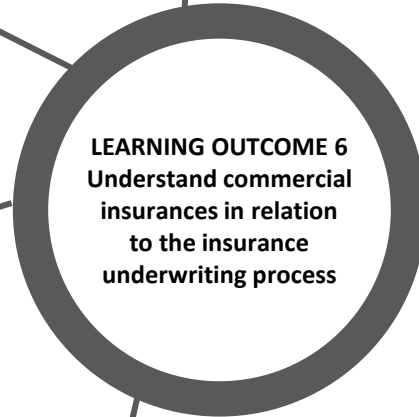 LEARNING OUTCOME 6
Understand commercial
insurances in relation
to the insurance
underwriting process